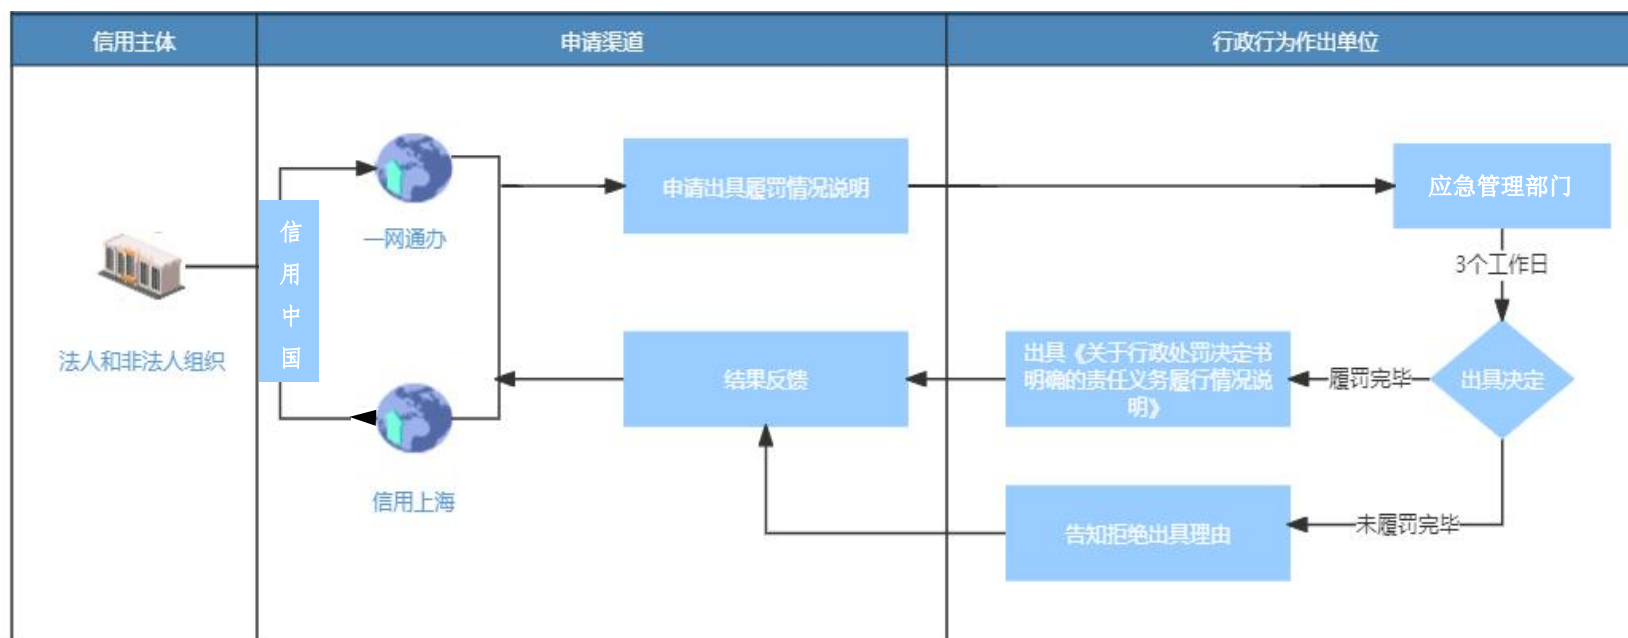 信用主体
申请渠道
行政行为作出单位
法人和非法人组织
信
用
中
国
一网通办
信用上海
申请出具履罚情况说明
应急管理部门
3个工作日
出具决定
履罚完毕
出具《关于行政处罚决定书
明确的责任义务履行情况说
明》
结果反馈
未履罚完毕
告知拒绝出具理由